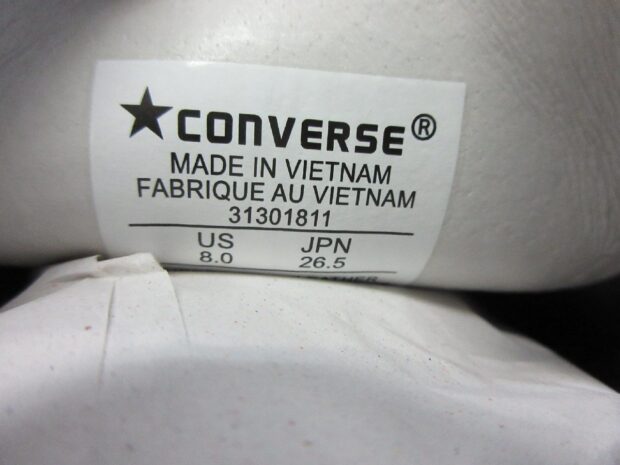 ★CONVERSE®
MADE IN VIETNAM
FABRIQUE AU VIETNAM
31301811
US JPN
8.0 26.5